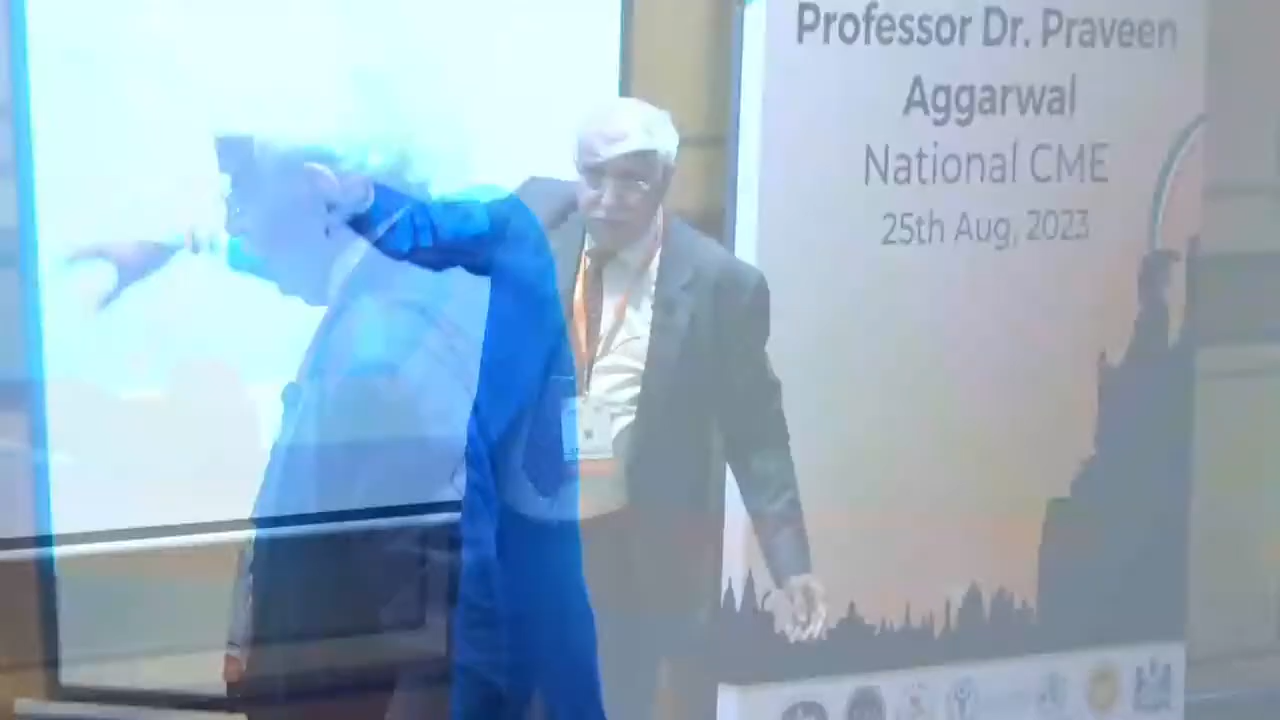 Professor Dr. Praveen
Aggarwal
National CME
25th Aug, 2023